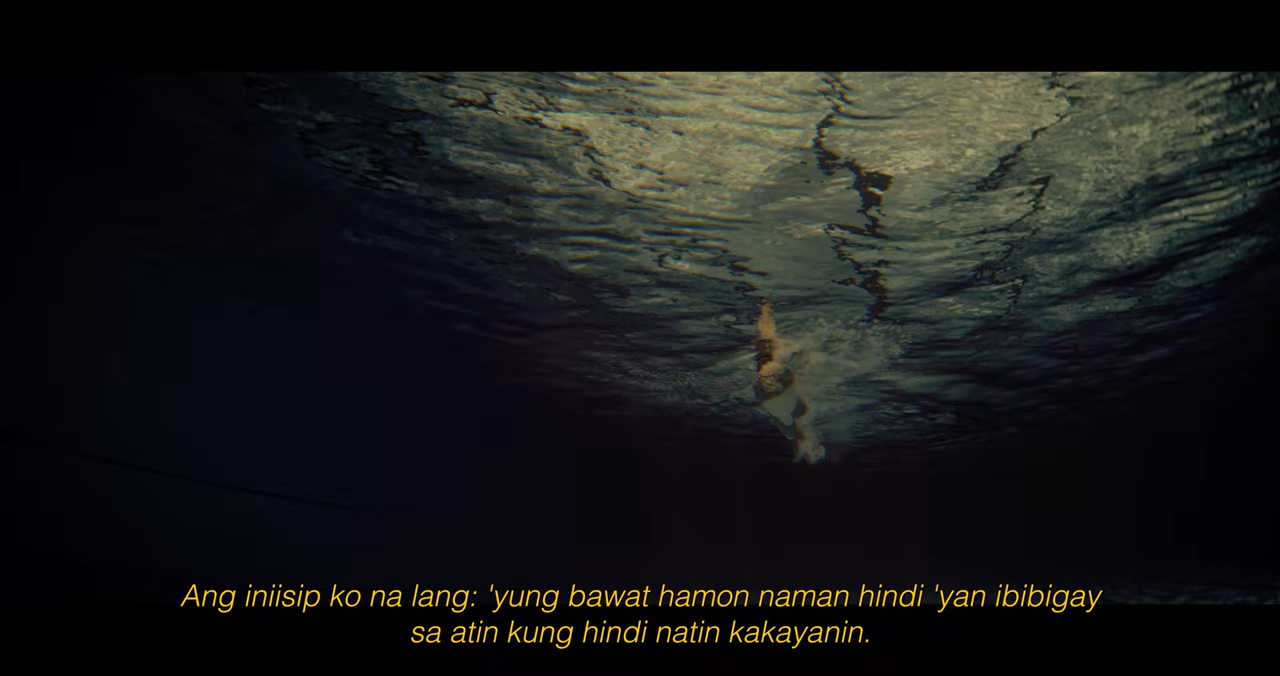 Ang iniisip ko na lang: 'yung bawat hamon naman hindi 'yan ibibigay
sa atin kung hindi natin kakayanin.